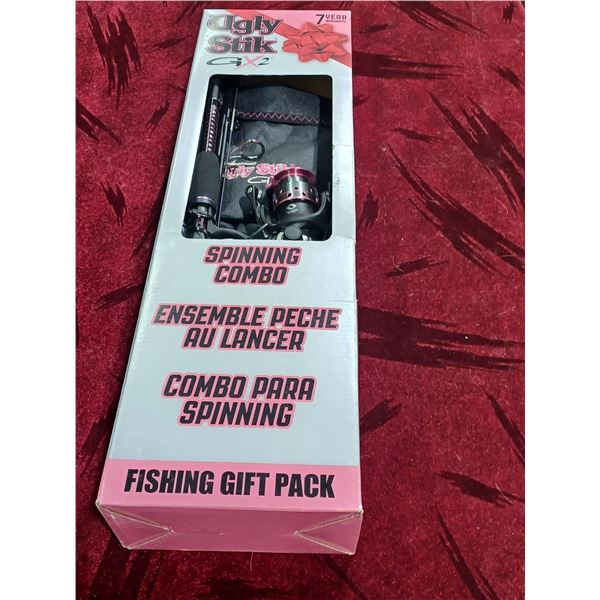 Ugly
Stik
GX2
7 YEAR
WARRANTY
Ugly Stik
SPINNING
COMBO
ENSEMBLE PECHE
AU LANCER
COMBO PARA
SPINNING
FISHING GIFT PACK